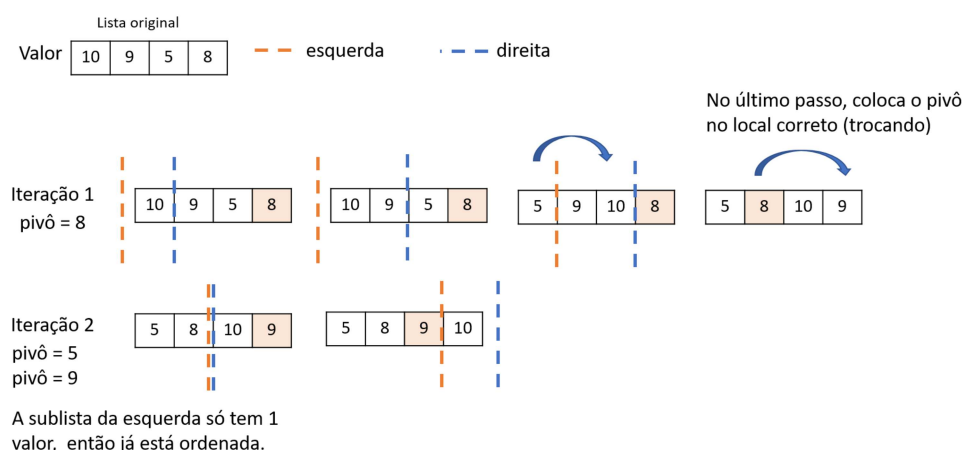 Lista original
Valor 10 9 5 8 esquerda direita
No último passo, coloca o pivô
no local correto (trocando)
Iteração 1
pivô = 8
10 9 5 8
10 9 5 8
5 9 10 8
5 8 10 9
Iteração 2
pivô = 5
pivô = 9
5 8 10 9
5 8 9 10
A sublista da esquerda só tem 1
valor, então já está ordenada.